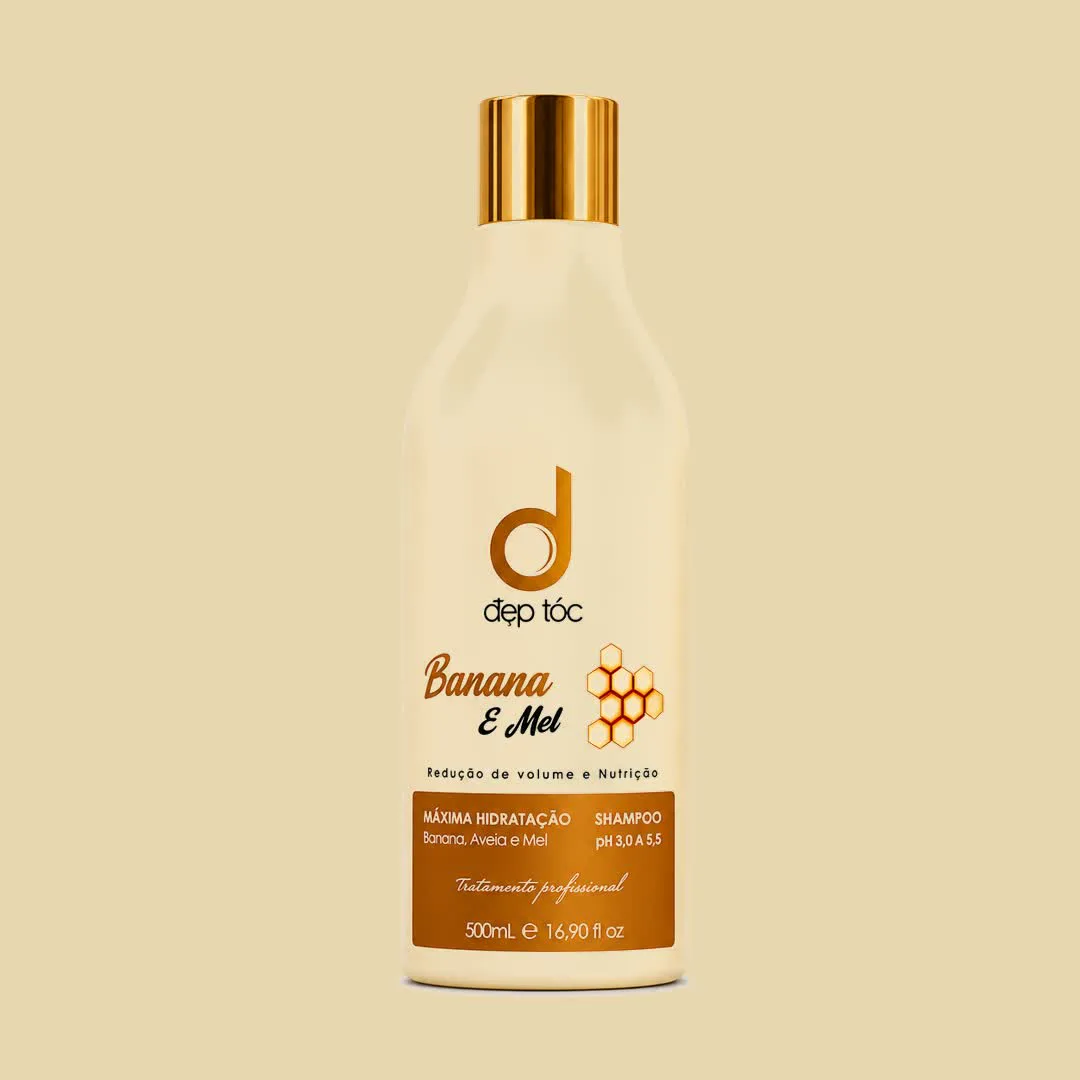 đẹp tóc
Banana
E Mel
Redução de volume e Nutrição
MÁXIMA HIDRATAÇÃO SHAMPOO
Banana, Aveia e Mel pH 3,0 A 5,5
Tratamento profissional
500mL ℮ 16,90 fl oz